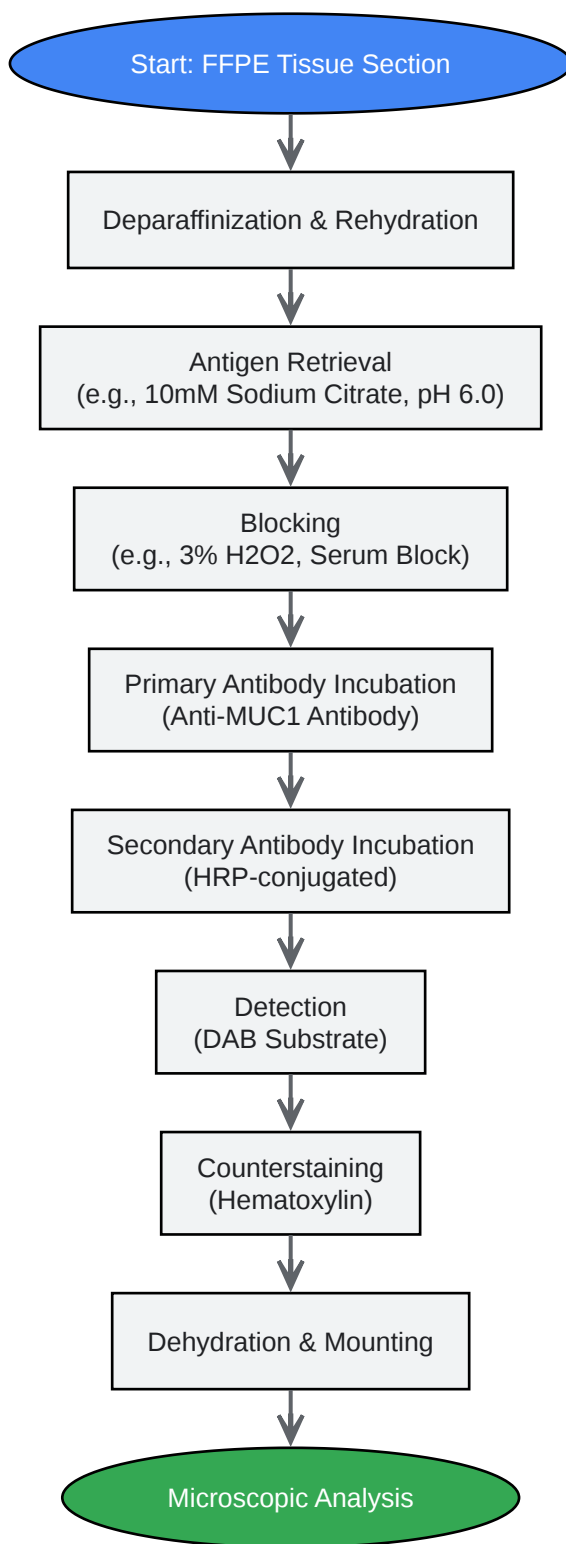 Start: FFPE Tissue Section
Deparaffinization & Rehydration
Antigen Retrieval
(e.g., 10mM Sodium Citrate, pH 6.0)
Blocking
(e.g., 3% H2O2, Serum Block)
Primary Antibody Incubation
(Anti-MUC1 Antibody)
Secondary Antibody Incubation
(HRP-conjugated)
Detection
(DAB Substrate)
Counterstaining
(Hematoxylin)
Dehydration & Mounting
Microscopic Analysis